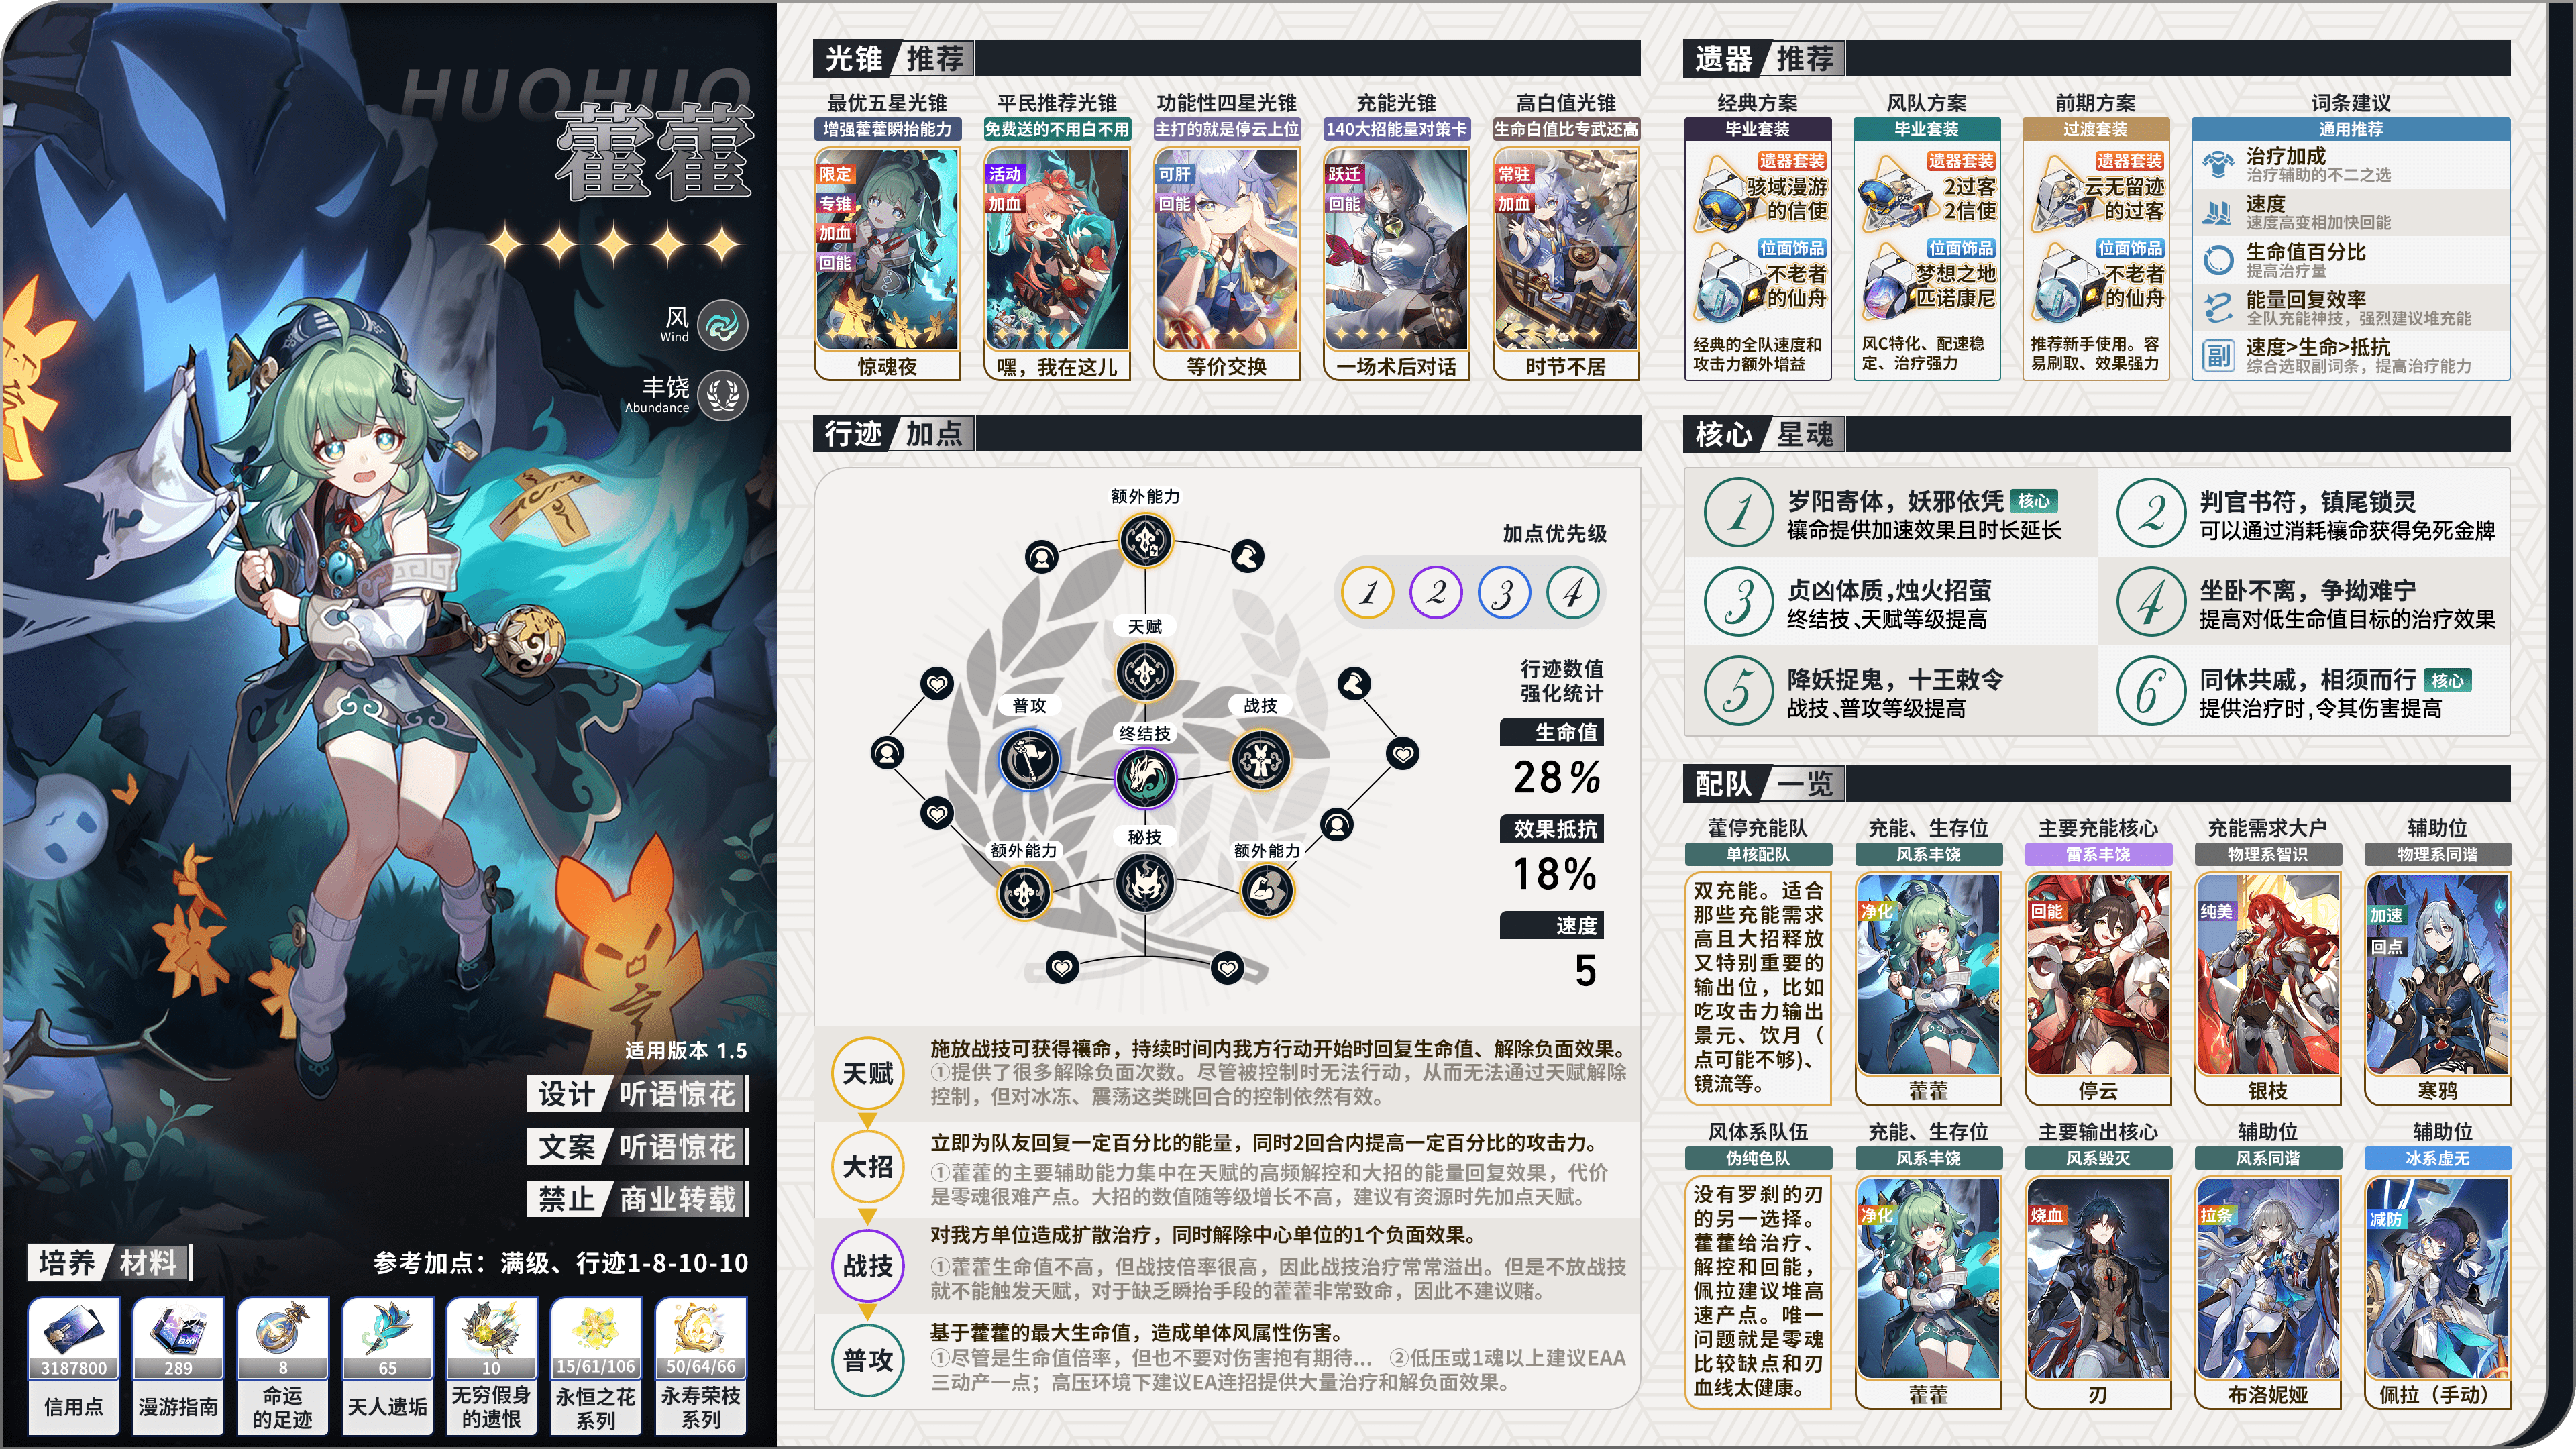 HUOHUO
藿藿
风
Wind
丰饶
Abundance
适用版本 1.5
设计 听语惊花
文案 听语惊花
禁止 商业转载
培养 材料
参考加点：满级、行迹1-8-10-10
3187800
信用点
289
漫游指南
8
命运
的足迹
65
天人遗垢
10
无穷假身
的遗恨
15/61/106
永恒之花
系列
50/64/66
永寿荣枝
系列
光锥 推荐
最优五星光锥
增强藿藿瞬抬能力
限定
专锥
加血
回能
惊魂夜
平民推荐光锥
免费送的不用白不用
活动
加血
嘿，我在这儿
功能性四星光锥
主打的就是停云上位
可肝
回能
等价交换
充能光锥
140大招能量对策卡
跃迁
回能
一场术后对话
高白值光锥
生命白值比专武还高
常驻
加血
时节不居
行迹 加点
额外能力
天赋
普攻
战技
终结技
秘技
额外能力
额外能力
加点优先级
1 2 3 4
行迹数值
强化统计
生命值
28%
效果抵抗
18%
速度
5
天赋
施放战技可获得禳命，持续时间内我方行动开始时回复生命值、解除负面效果。
①提供了很多解除负面次数。尽管被控制时无法行动，从而无法通过天赋解除
控制，但对冰冻、震荡这类跳回合的控制依然有效。
大招
立即为队友回复一定百分比的能量，同时2回合内提高一定百分比的攻击力。
①藿藿的主要辅助能力集中在天赋的高频解控和大招的能量回复效果，代价
是零魂很难产点。大招的数值随等级增长不高，建议有资源时先加点天赋。
战技
对我方单位造成扩散治疗，同时解除中心单位的1个负面效果。
①藿藿生命值不高，但战技倍率很高，因此战技治疗常常溢出。但是不放战技
就不能触发天赋，对于缺乏瞬抬手段的藿藿非常致命，因此不建议赌。
普攻
基于藿藿的最大生命值，造成单体风属性伤害。
①尽管是生命值倍率，但也不要对伤害抱有期待... ②低压或1魂以上建议EAA
三动产一点；高压环境下建议EA连招提供大量治疗和解负面效果。
遗器 推荐
经典方案
毕业套装
遗器套装
骇域漫游
的信使
位面饰品
不老者
的仙舟
经典的全队速度和
攻击力额外增益
风队方案
毕业套装
遗器套装
2过客
2信使
位面饰品
梦想之地
匹诺康尼
风C特化、配速稳
定、治疗强力
前期方案
过渡套装
遗器套装
云无留迹
的过客
位面饰品
不老者
的仙舟
推荐新手使用。容
易刷取、效果强力
词条建议
通用推荐
治疗加成
治疗辅助的不二之选
速度
速度高变相加快回能
生命值百分比
提高治疗量
能量回复效率
全队充能神技，强烈建议堆充能
副
速度>生命>抵抗
综合选取副词条，提高治疗能力
核心 星魂
1
岁阳寄体，妖邪依凭 核心
禳命提供加速效果且时长延长
2
判官书符，镇尾锁灵
可以通过消耗禳命获得免死金牌
3
贞凶体质,烛火招萤
终结技、天赋等级提高
4
坐卧不离，争拗难宁
提高对低生命值目标的治疗效果
5
降妖捉鬼，十王敕令
战技、普攻等级提高
6
同休共戚，相须而行 核心
提供治疗时,令其伤害提高
配队 一览
藿停充能队
单核配队
双充能。适合
那些充能需求
高且大招释放
又特别重要的
输出位，比如
吃攻击力输出
景元、饮月（
点可能不够)、
镜流等。
充能、生存位
风系丰饶
净化
藿藿
主要充能核心
雷系丰饶
回能
停云
充能需求大户
物理系智识
纯美
银枝
辅助位
物理系同谐
加速
回点
寒鸦
风体系队伍
伪纯色队
没有罗刹的刃
的另一选择。
藿藿给治疗、
解控和回能，
佩拉建议堆高
速产点。唯一
问题就是零魂
比较缺点和刃
血线太健康。
充能、生存位
风系丰饶
净化
藿藿
主要输出核心
风系毁灭
烧血
刃
辅助位
风系同谐
拉条
布洛妮娅
辅助位
冰系虚无
减防
佩拉（手动）